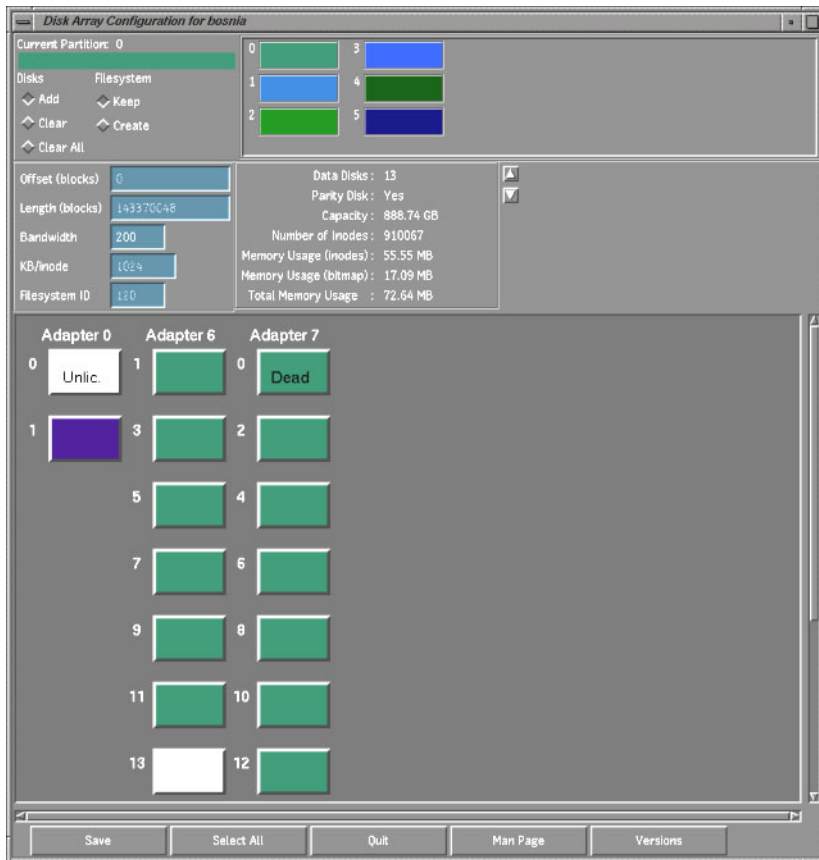 Disk Array Configuration for bosnia
Current Partition: 0
Disks Filesystem
Add Keep
Clear Create
Clear All
0 3
1 4
2 5
Offset (blocks) 0
Length (blocks) 143370048
Bandwidth 200
KB/inode 1024
Filesystem ID 120
Data Disks : 13
Parity Disk : Yes
Capacity : 888.74 GB
Number of Inodes : 910067
Memory Usage (inodes) : 55.55 MB
Memory Usage (bitmap) : 17.09 MB
Total Memory Usage : 72.64 MB
Adapter 0 Adapter 6 Adapter 7
0 Unlic. 1 0 Dead
1 3 2
5 4
7 6
9 8
11 10
13 12
Save Select All Quit Man Page Versions